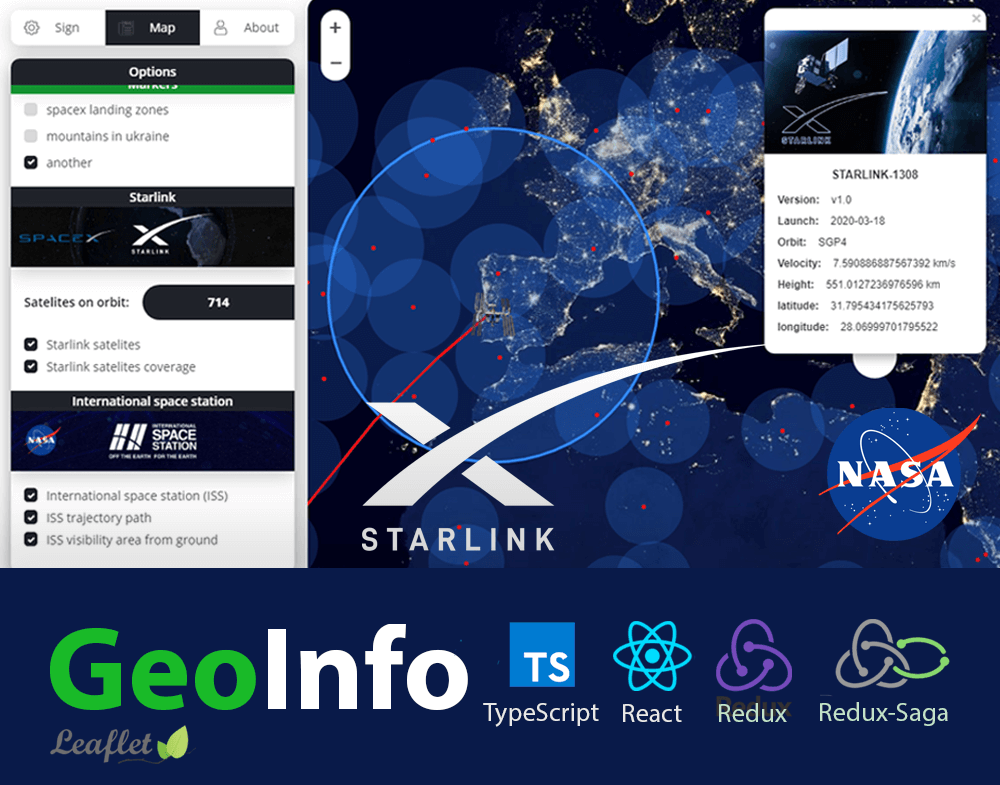 Sign
Map
About
Options
Markers
spacex landing zones
mountains in ukraine
another
Starlink
SPACEX
STARLINK
Satelites on orbit:
714
Starlink satelites
Starlink satelites coverage
International space station
NASA
INTERNATIONAL
SPACE
STATION
OFF THE EARTH FOR THE EARTH
International space station (ISS)
ISS trajectory path
ISS visibility area from ground
+
−
×
STARLINK
STARLINK-1308
Version: v1.0
Launch: 2020-03-18
Orbit: SGP4
Velocity: 7.590886887567392 km/s
Height: 551.0127236976596 km
latitude: 31.795434175625793
longitude: 28.06999701795522
STARLINK
NASA
GeoInfo
Leaflet
TS
TypeScript
React
Redux
Redux
Redux-Saga